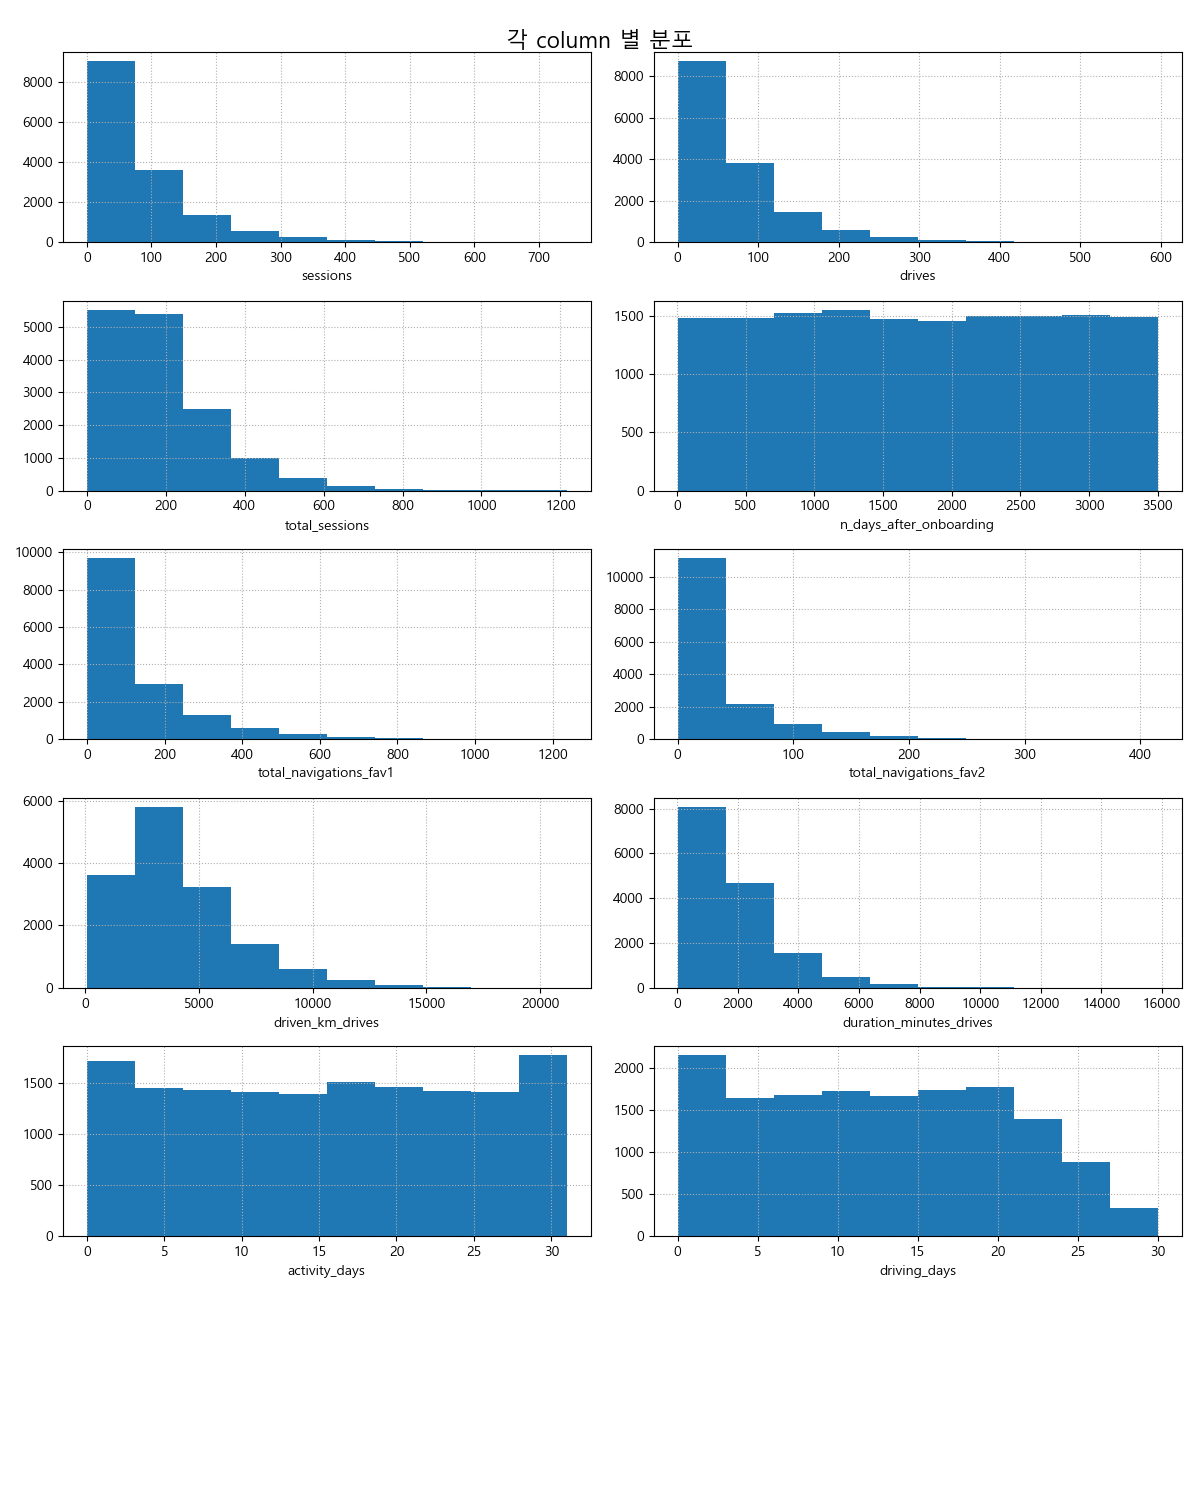 각 column 별 분포
8000
6000
4000
2000
0
0 100 200 300 400 500 600 700
sessions
8000
6000
4000
2000
0
0 100 200 300 400 500 600
drives
5000
4000
3000
2000
1000
0
0 200 400 600 800 1000 1200
total_sessions
1500
1000
500
0
0 500 1000 1500 2000 2500 3000 3500
n_days_after_onboarding
10000
8000
6000
4000
2000
0
0 200 400 600 800 1000 1200
total_navigations_fav1
10000
8000
6000
4000
2000
0
0 100 200 300 400
total_navigations_fav2
6000
4000
2000
0
0 5000 10000 15000 20000
driven_km_drives
8000
6000
4000
2000
0
0 2000 4000 6000 8000 10000 12000 14000 16000
duration_minutes_drives
1500
1000
500
0
0 5 10 15 20 25 30
activity_days
2000
1500
1000
500
0
0 5 10 15 20 25 30
driving_days